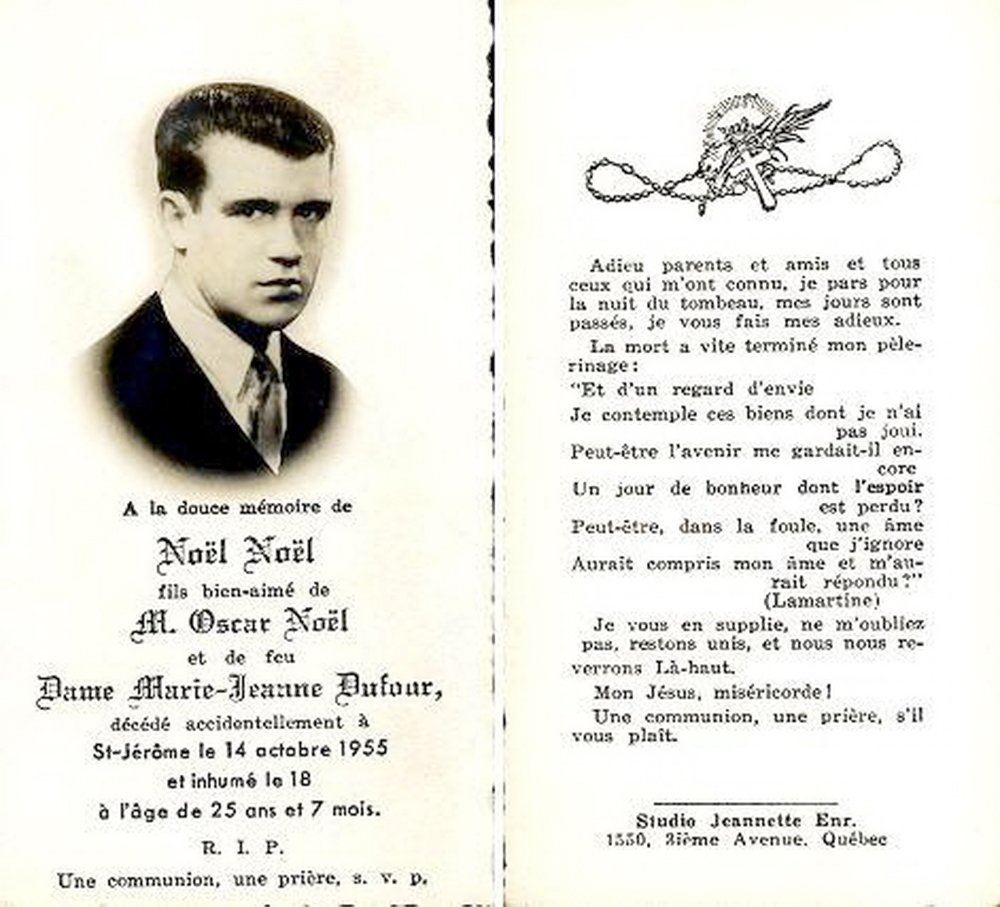 A la douce mémoire de
Noël Noël
fils bien-aimé de
M. Oscar Noël
et de feu
Dame Marie-Jeanne Dufour,
décédé accidentellement à
St-Jérôme le 14 octobre 1955
et inhumé le 18
à l'âge de 25 ans et 7 mois.
R. I. P.
Une communion, une prière, s. v. p.
Adieu parents et amis et tous
ceux qui m'ont connu, je pars pour
la nuit du tombeau, mes jours sont
passés, je vous fais mes adieux.
La mort a vite terminé mon pèle-
rinage:
"Et d'un regard d'envie
Je contemple ces biens dont je n'ai
pas joui.
Peut-être l'avenir me gardait-il en-
core
Un jour de bonheur dont l'espoir
est perdu?
Peut-être, dans la foule, une âme
que j'ignore
Aurait compris mon âme et m'au-
rait répondu?"
(Lamartine)
Je vous en supplie, ne m'oubliez
pas, restons unis, et nous nous re-
verrons Là-haut.
Mon Jésus, miséricorde!
Une communion, une prière, s'il
vous plaît.
Studio Jeannette Enr.
1550, 3ième Avenue, Québec